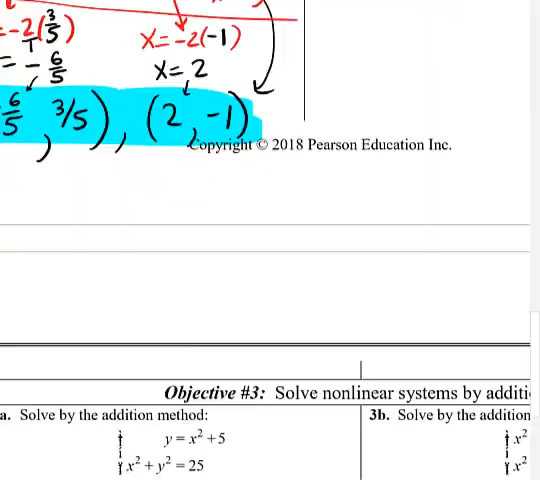 =-2(3/5)
x=-2(-1)
= -6/5
x=2
6/5, 3/5), (2,-1)
Copyright © 2018 Pearson Education Inc.
Objective #3: Solve nonlinear systems by additi
a. Solve by the addition method:
3b. Solve by the addition
y = x² + 5
x² + y² = 25
x²
x²